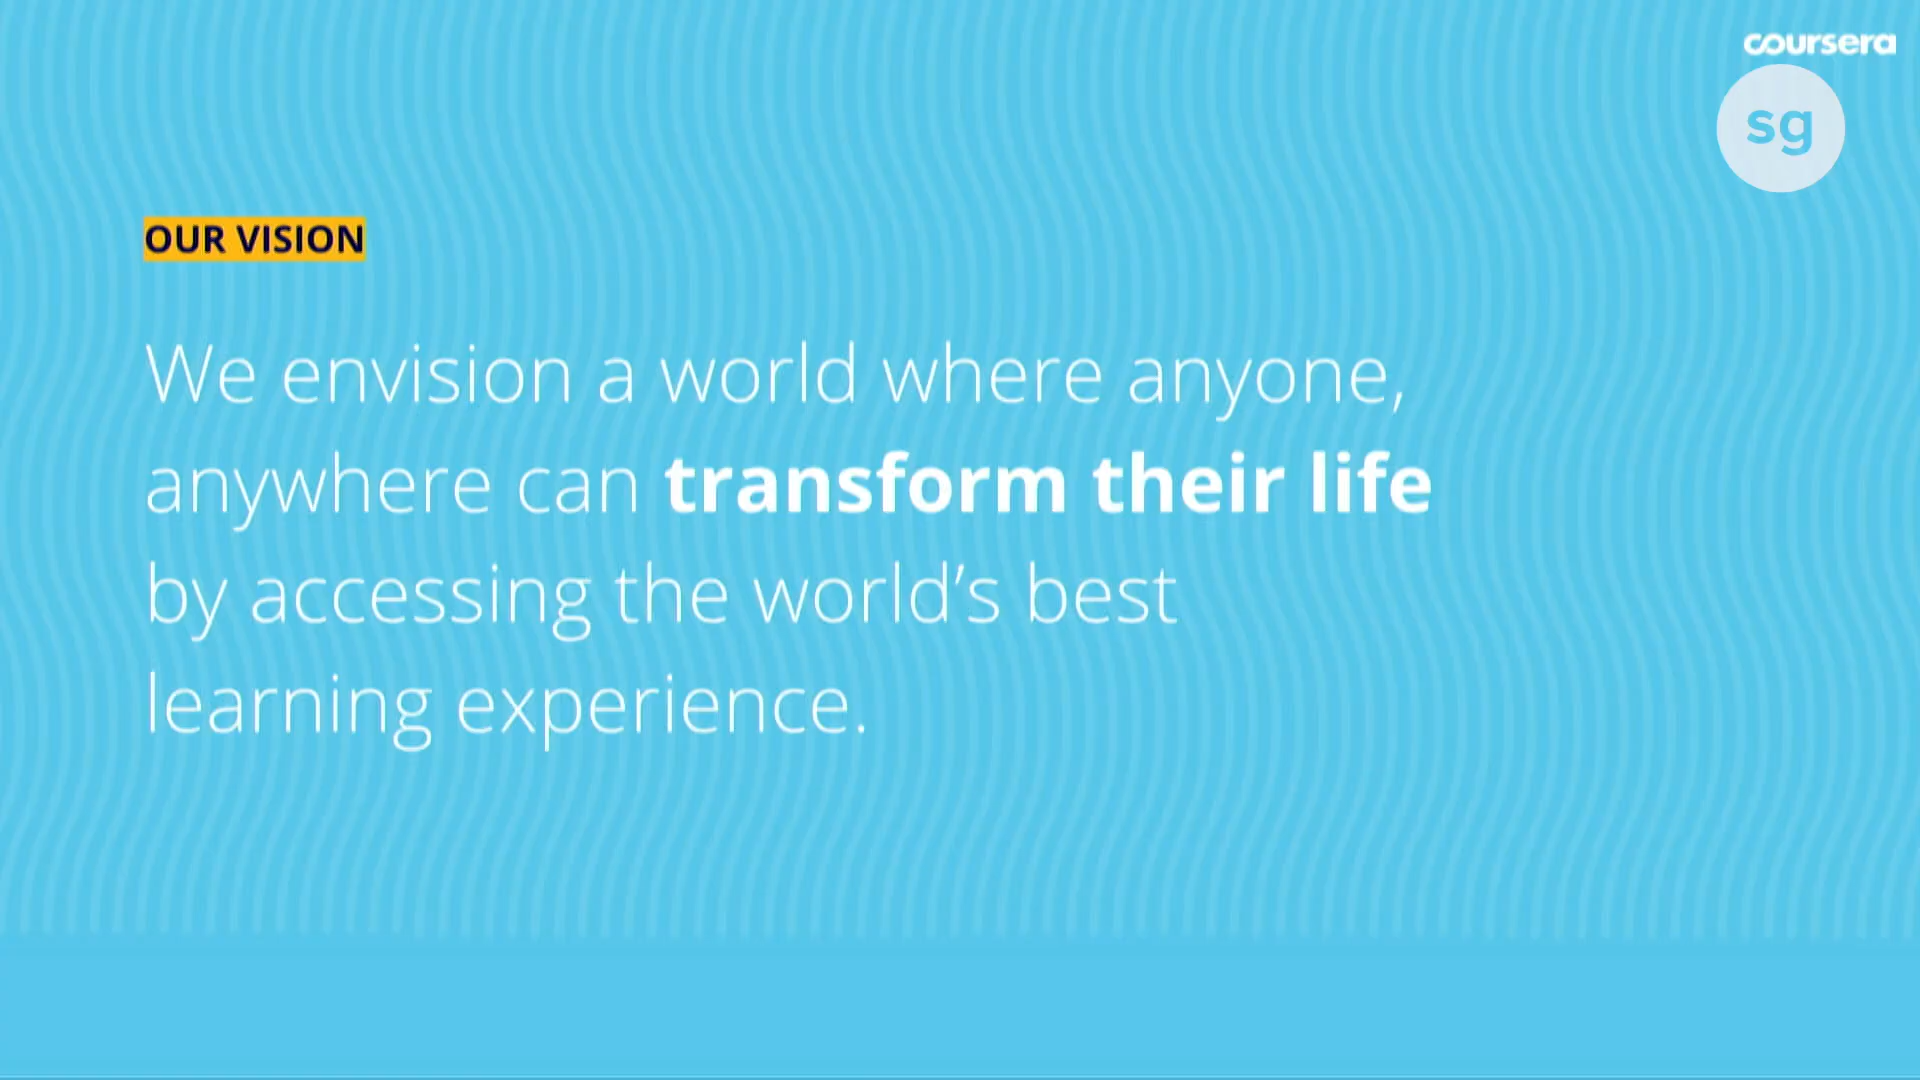 coursera
sg
OUR VISION
We envision a world where anyone,
anywhere can transform their life
by accessing the world’s best
learning experience.